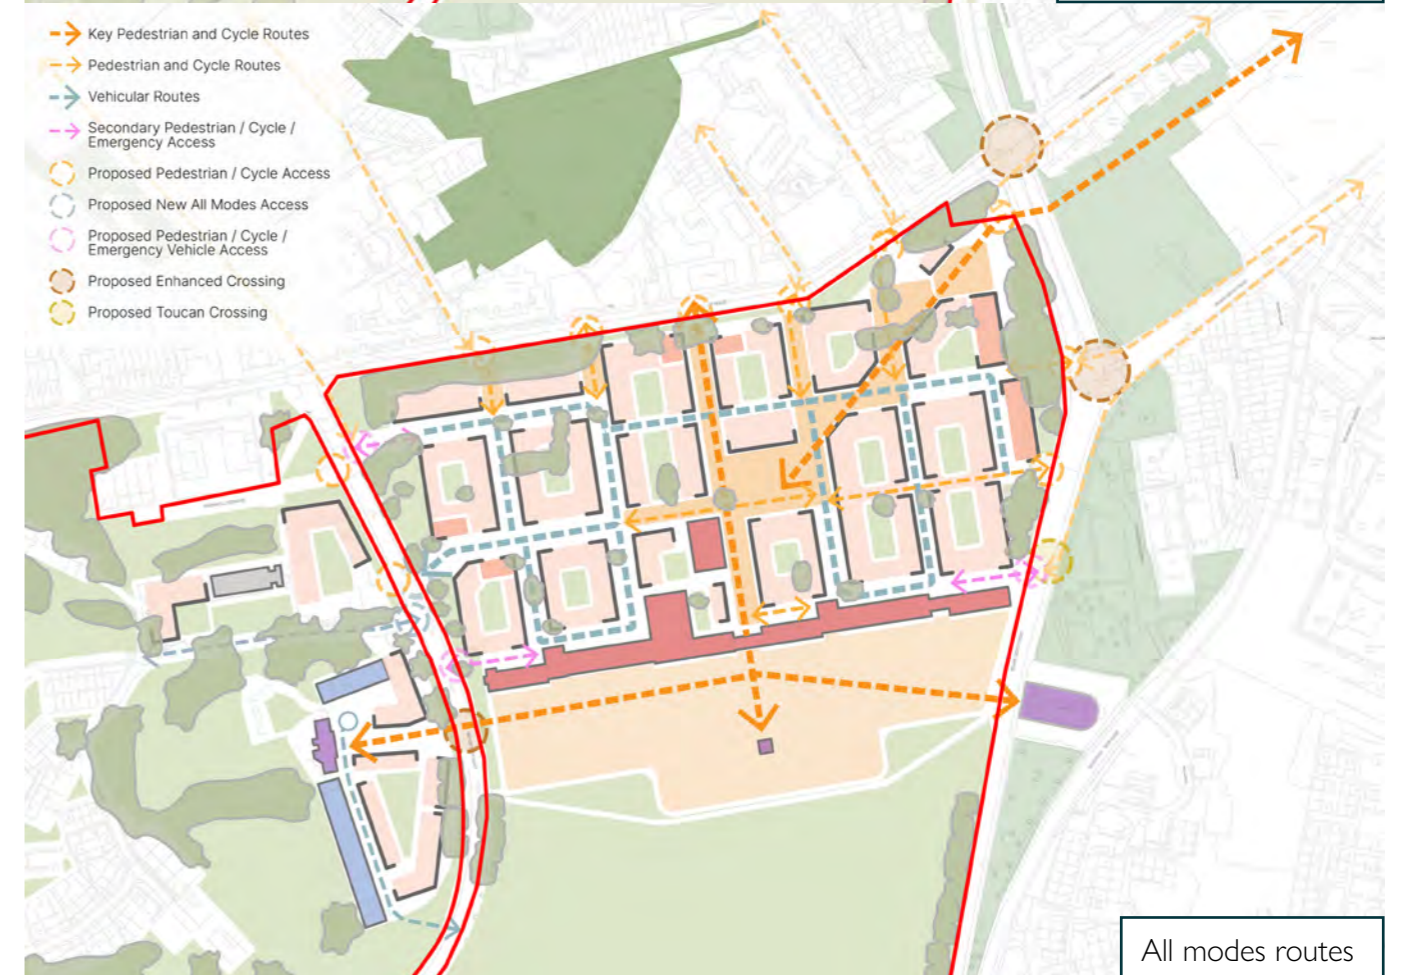 Key Pedestrian and Cycle Routes
Pedestrian and Cycle Routes
Vehicular Routes
Secondary Pedestrian / Cycle /
Emergency Access
Proposed Pedestrian / Cycle Access
Proposed New All Modes Access
Proposed Pedestrian / Cycle /
Emergency Vehicle Access
Proposed Enhanced Crossing
Proposed Toucan Crossing
All modes routes